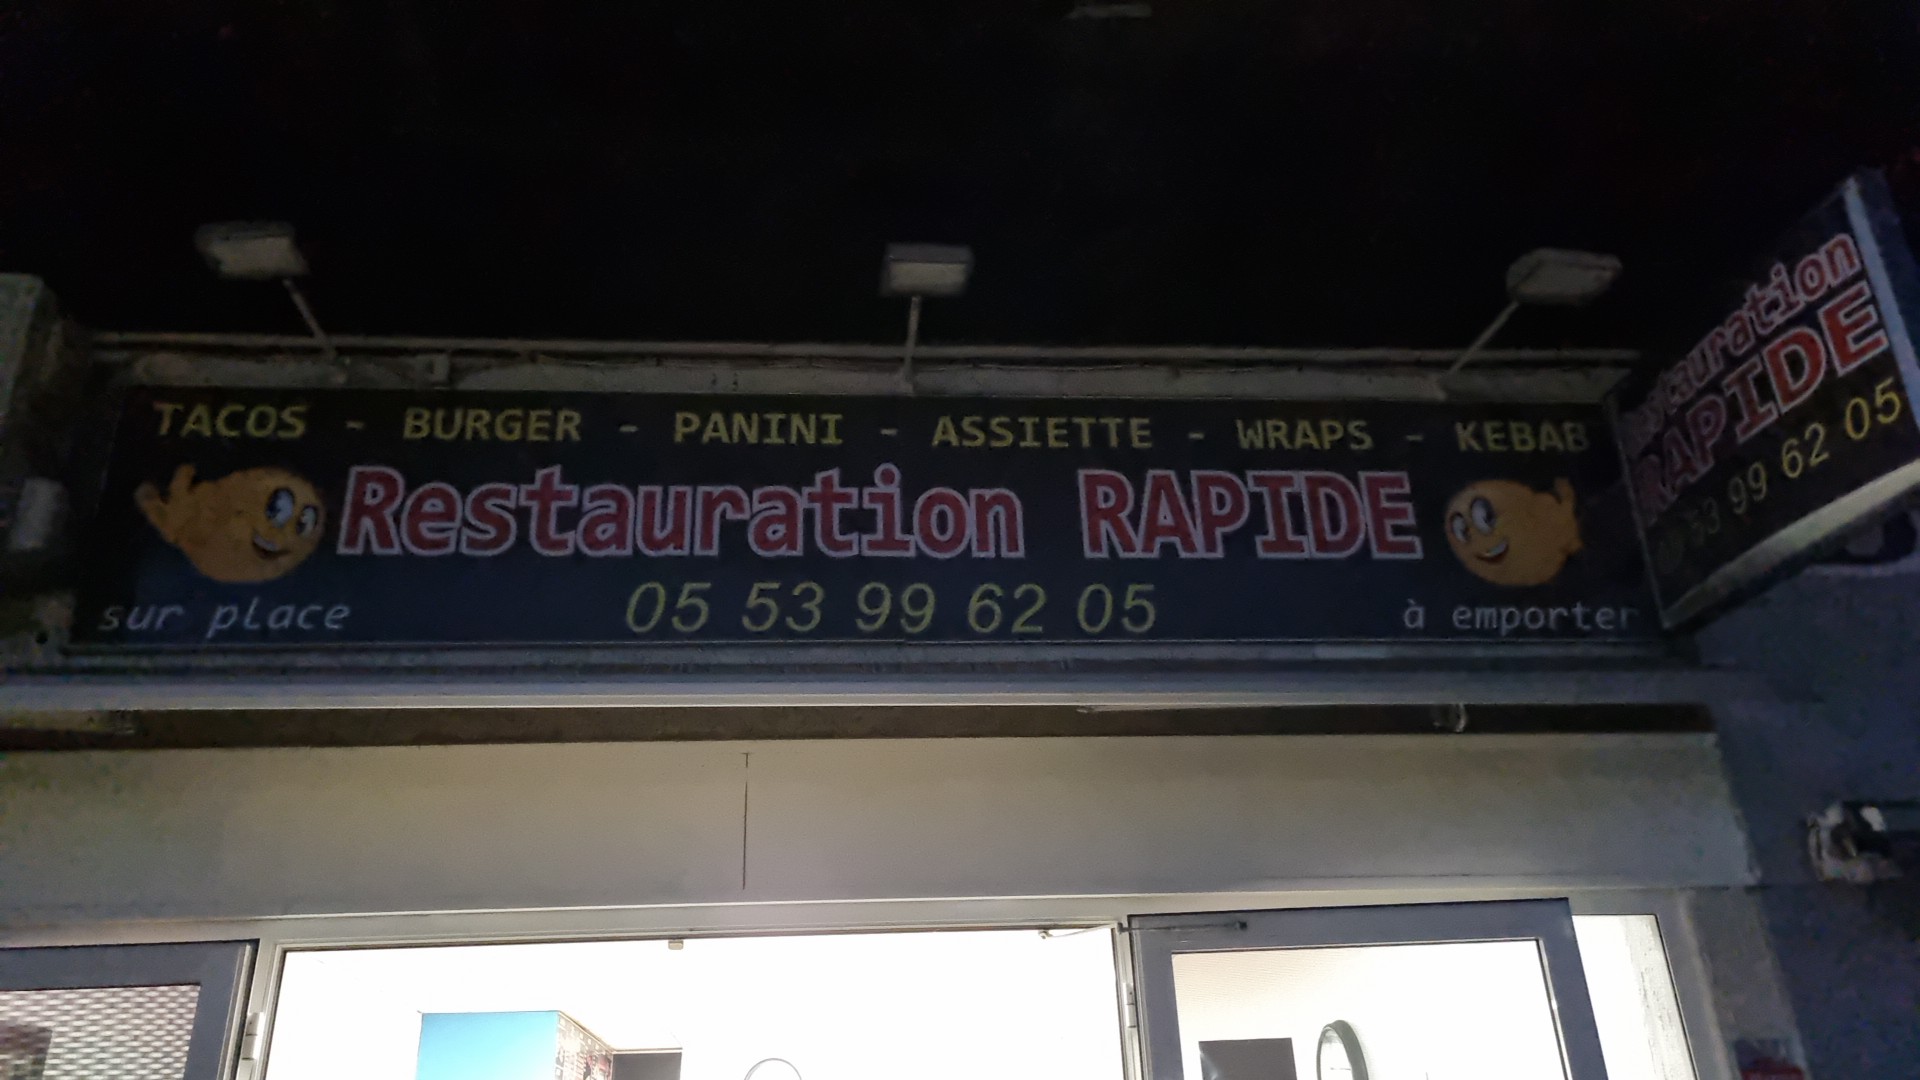 TACOS - BURGER - PANINI - ASSIETTE - WRAPS - KEBAB
Restauration RAPIDE
05 53 99 62 05
sur place
à emporter
Restauration
RAPIDE
05 53 99 62 05